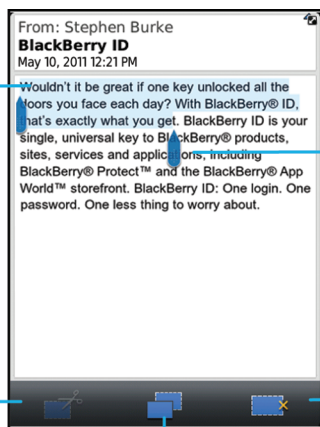 From: Stephen Burke
BlackBerry ID
May 10, 2011 12:21 PM
Wouldn't it be great if one key unlocked all the
doors you face each day? With BlackBerry® ID,
that's exactly what you get. BlackBerry ID is your
single, universal key to BlackBerry® products,
sites, services and applications, including
BlackBerry® Protect™ and the BlackBerry® App
World™ storefront. BlackBerry ID: One login. One
password. One less thing to worry about.